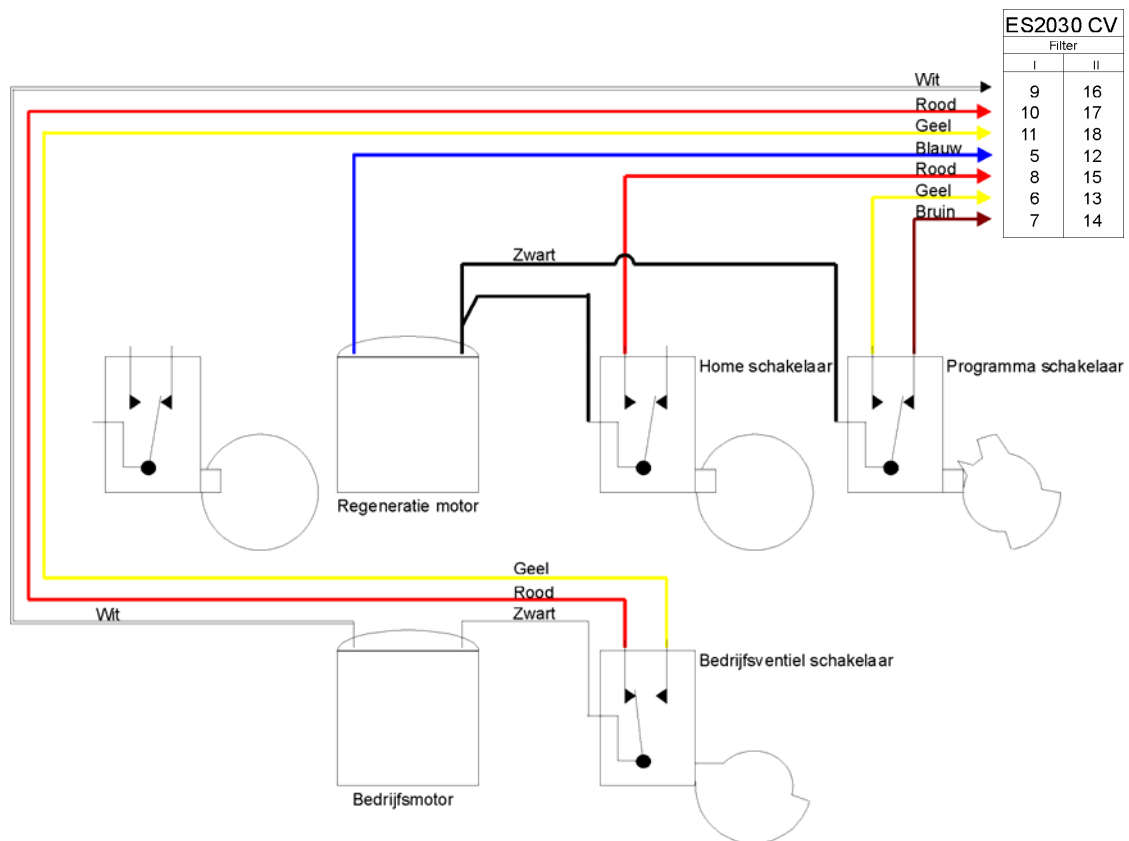 ES2030 CV
Filter
I II
Wit 9 16
Rood 10 17
Geel 11 18
Blauw 5 12
Rood 8 15
Geel 6 13
Bruin 7 14
Zwart
Home schakelaar
Programma schakelaar
Regeneratie motor
Geel
Rood
Wit
Zwart
Bedrijfsventiel schakelaar
Bedrijfsmotor